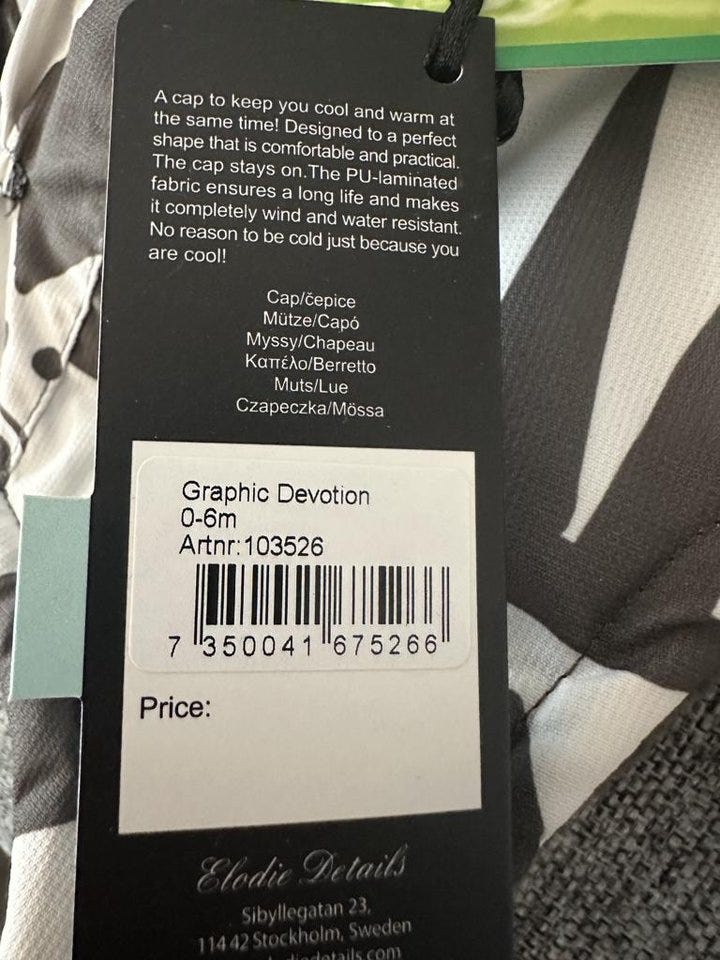 A cap to keep you cool and warm at
the same time! Designed to a perfect
shape that is comfortable and practical.
The cap stays on.The PU-laminated
fabric ensures a long life and makes
it completely wind and water resistant.
No reason to be cold just because you
are cool!
Cap/čepice
Mütze/Capó
Myssy/Chapeau
Καπέλο/Berretto
Muts/Lue
Czapeczka/Mössa
Graphic Devotion
0-6m
Artnr:103526
7 350041 675266
Price:
Elodie Details
Sibyllegatan 23,
114 42 Stockholm, Sweden